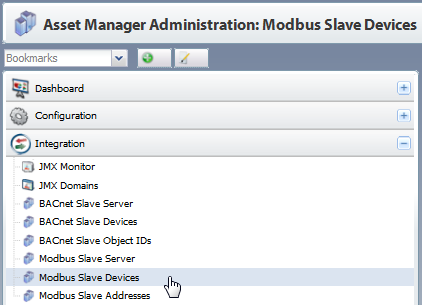 Asset Manager Administration: Modbus Slave Devices
Bookmarks
Dashboard
Configuration
Integration
JMX Monitor
JMX Domains
BACnet Slave Server
BACnet Slave Devices
BACnet Slave Object IDs
Modbus Slave Server
Modbus Slave Devices
Modbus Slave Addresses